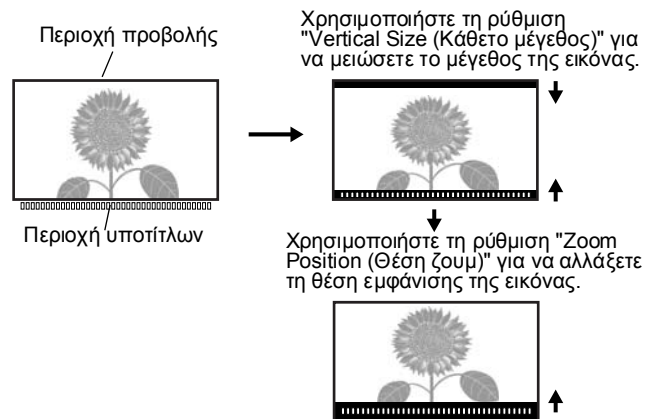 Περιοχή προβολής
Περιοχή υποτίτλων
Χρησιμοποιήστε τη ρύθμιση
"Vertical Size (Κάθετο μέγεθος)" για
να μειώσετε το μέγεθος της εικόνας.
Χρησιμοποιήστε τη ρύθμιση "Zoom
Position (Θέση ζουμ)" για να αλλάξετε
τη θέση εμφάνισης της εικόνας.